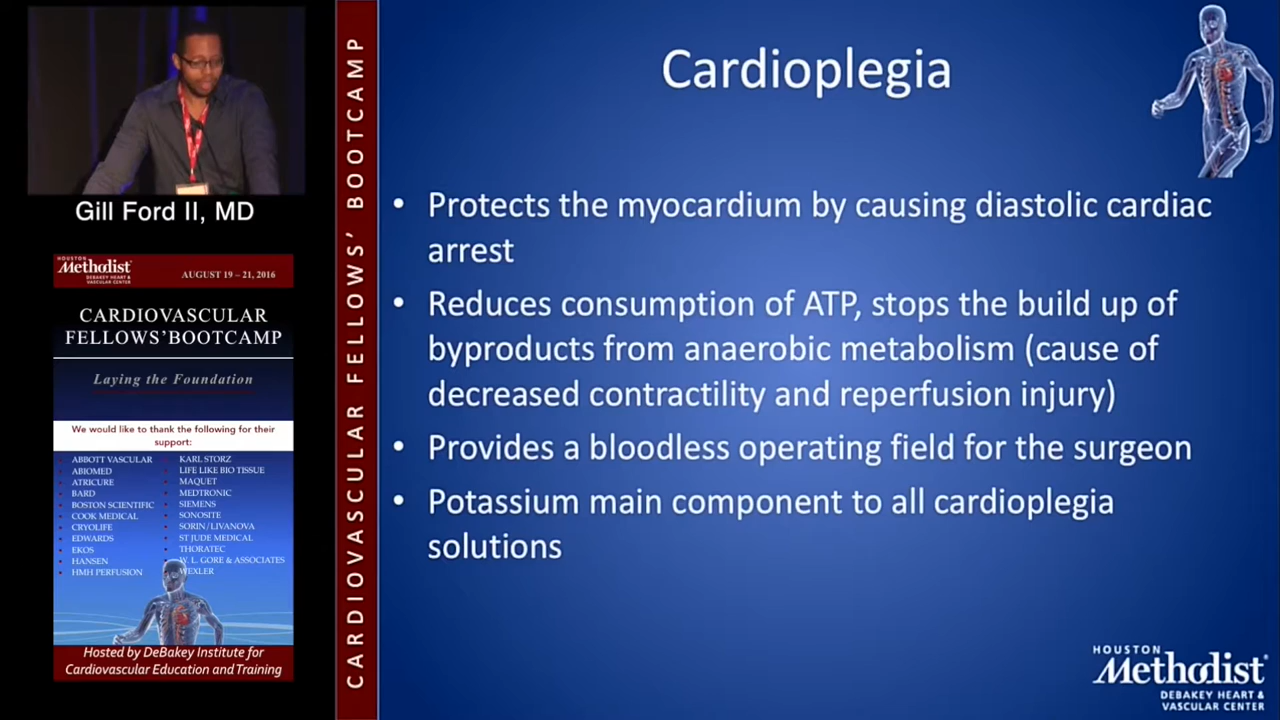 Gill Ford II, MD
HOUSTON
Methodist
DEBAKEY HEART &
VASCULAR CENTER
AUGUST 19 – 21, 2016
CARDIOVASCULAR
FELLOWS'BOOTCAMP
Laying the Foundation
We would like to thank the following for their
support:
ABBOTT VASCULAR
ABIOMED
ATRICURE
BARD
BOSTON SCIENTIFIC
COOK MEDICAL
CRYOLIFE
EDWARDS
EKOS
HANSEN
HMH PERFUSION
KARL STORZ
LIFE LIKE BIO TISSUE
MAQUET
MEDTRONIC
SIEMENS
SONOSITE
SORIN/LIVANOVA
ST JUDE MEDICAL
THORATEC
W. L. GORE & ASSOCIATES
WEXLER
Hosted by DeBakey Institute for
Cardiovascular Education and Training
CARDIOVASCULAR FELLOWS' BOOTCAMP
Cardioplegia
• Protects the myocardium by causing diastolic cardiac
arrest
• Reduces consumption of ATP, stops the build up of
byproducts from anaerobic metabolism (cause of
decreased contractility and reperfusion injury)
• Provides a bloodless operating field for the surgeon
• Potassium main component to all cardioplegia
solutions
HOUSTON
Methodist
DEBAKEY HEART &
VASCULAR CENTER